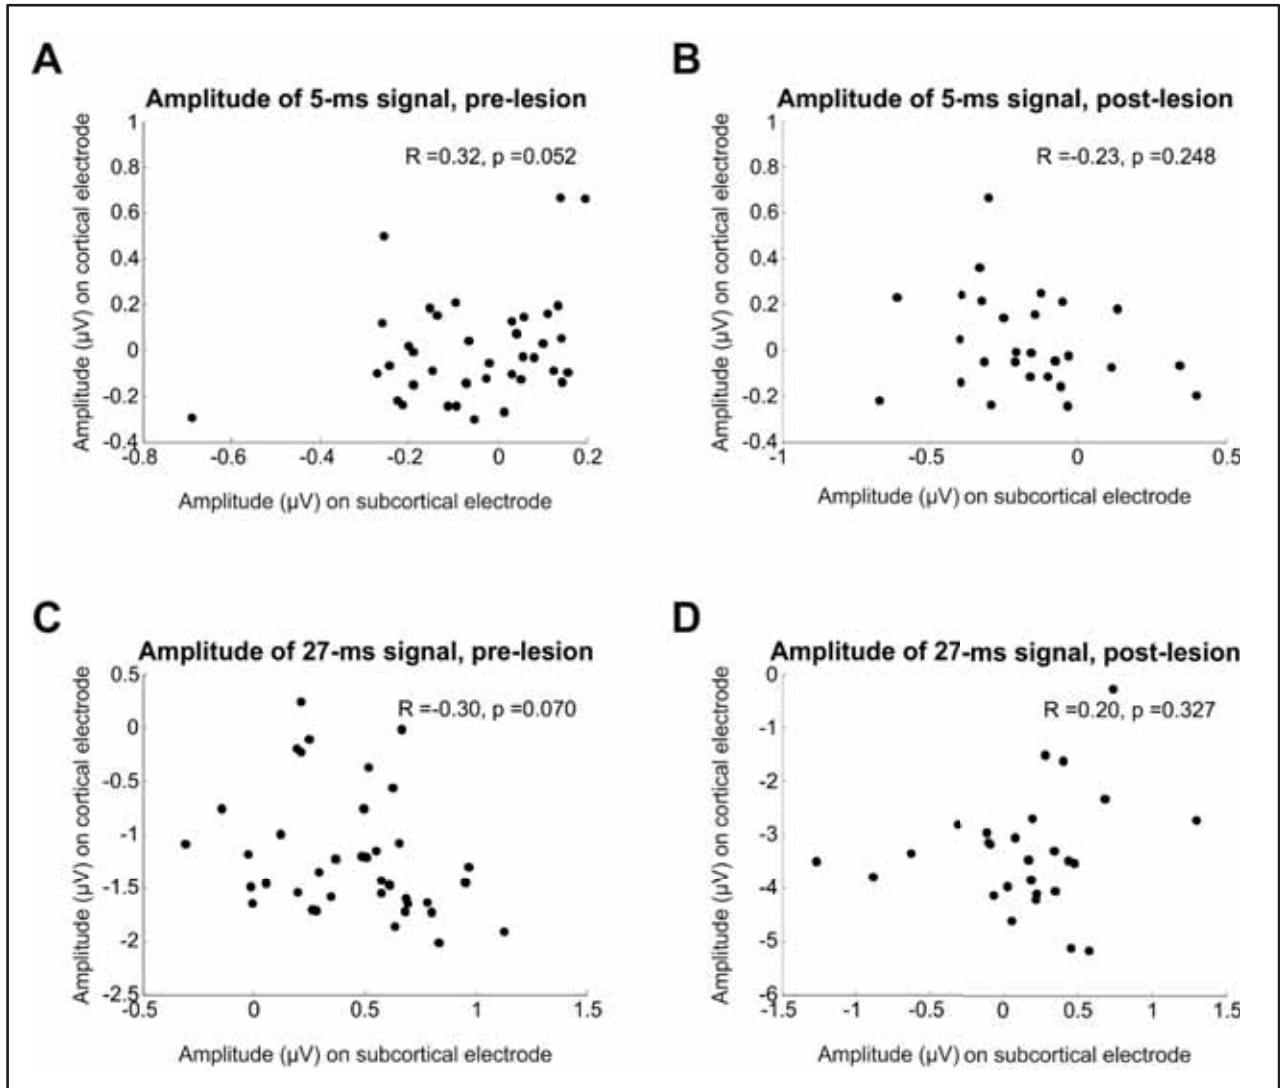 A
Amplitude of 5-ms signal, pre-lesion
R =0.32, p =0.052
Amplitude (µV) on cortical electrode
1
0.8
0.6
0.4
0.2
0
-0.2
-0.4
-0.8 -0.6 -0.4 -0.2 0 0.2
Amplitude (µV) on subcortical electrode
B
Amplitude of 5-ms signal, post-lesion
R =-0.23, p =0.248
Amplitude (µV) on cortical electrode
1
0.8
0.6
0.4
0.2
0
-0.2
-0.4
-1 -0.5 0 0.5
Amplitude (µV) on subcortical electrode
C
Amplitude of 27-ms signal, pre-lesion
R =-0.30, p =0.070
Amplitude (µV) on cortical electrode
0.5
0
-0.5
-1
-1.5
-2
-2.5
-0.5 0 0.5 1 1.5
Amplitude (µV) on subcortical electrode
D
Amplitude of 27-ms signal, post-lesion
R =0.20, p =0.327
Amplitude (µV) on cortical electrode
0
-1
-2
-3
-4
-5
-6
-1.5 -1 -0.5 0 0.5 1 1.5
Amplitude (µV) on subcortical electrode